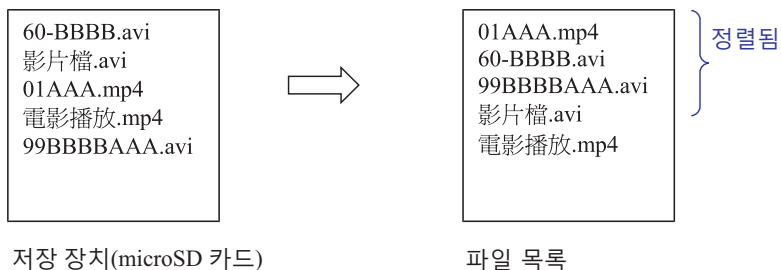 60-BBBB.avi
影片檔.avi
01AAA.mp4
電影播放.mp4
99BBBBAAA.avi
저장 장치(microSD 카드)
01AAA.mp4
60-BBBB.avi
99BBBBAAA.avi
影片檔.avi
電影播放.mp4
정렬됨
파일 목록